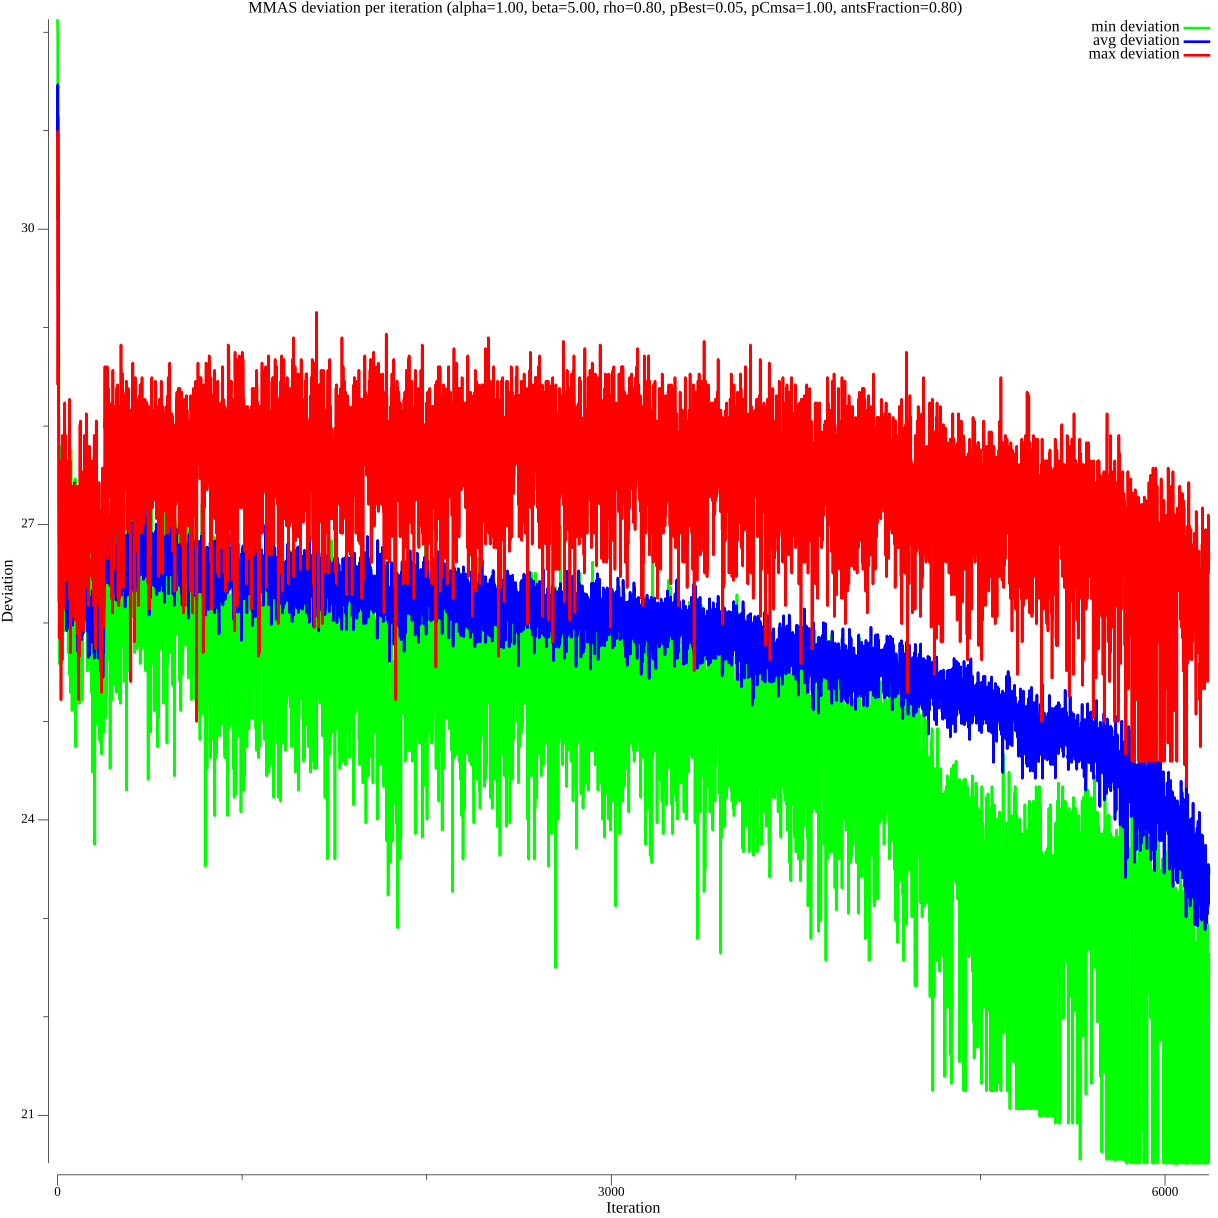 MMAS deviation per iteration (alpha=1.00, beta=5.00, rho=0.80, pBest=0.05, pCmsa=1.00, antsFraction=0.80)
min deviation
avg deviation
max deviation
30
27
24
21
Deviation
0
3000
6000
Iteration